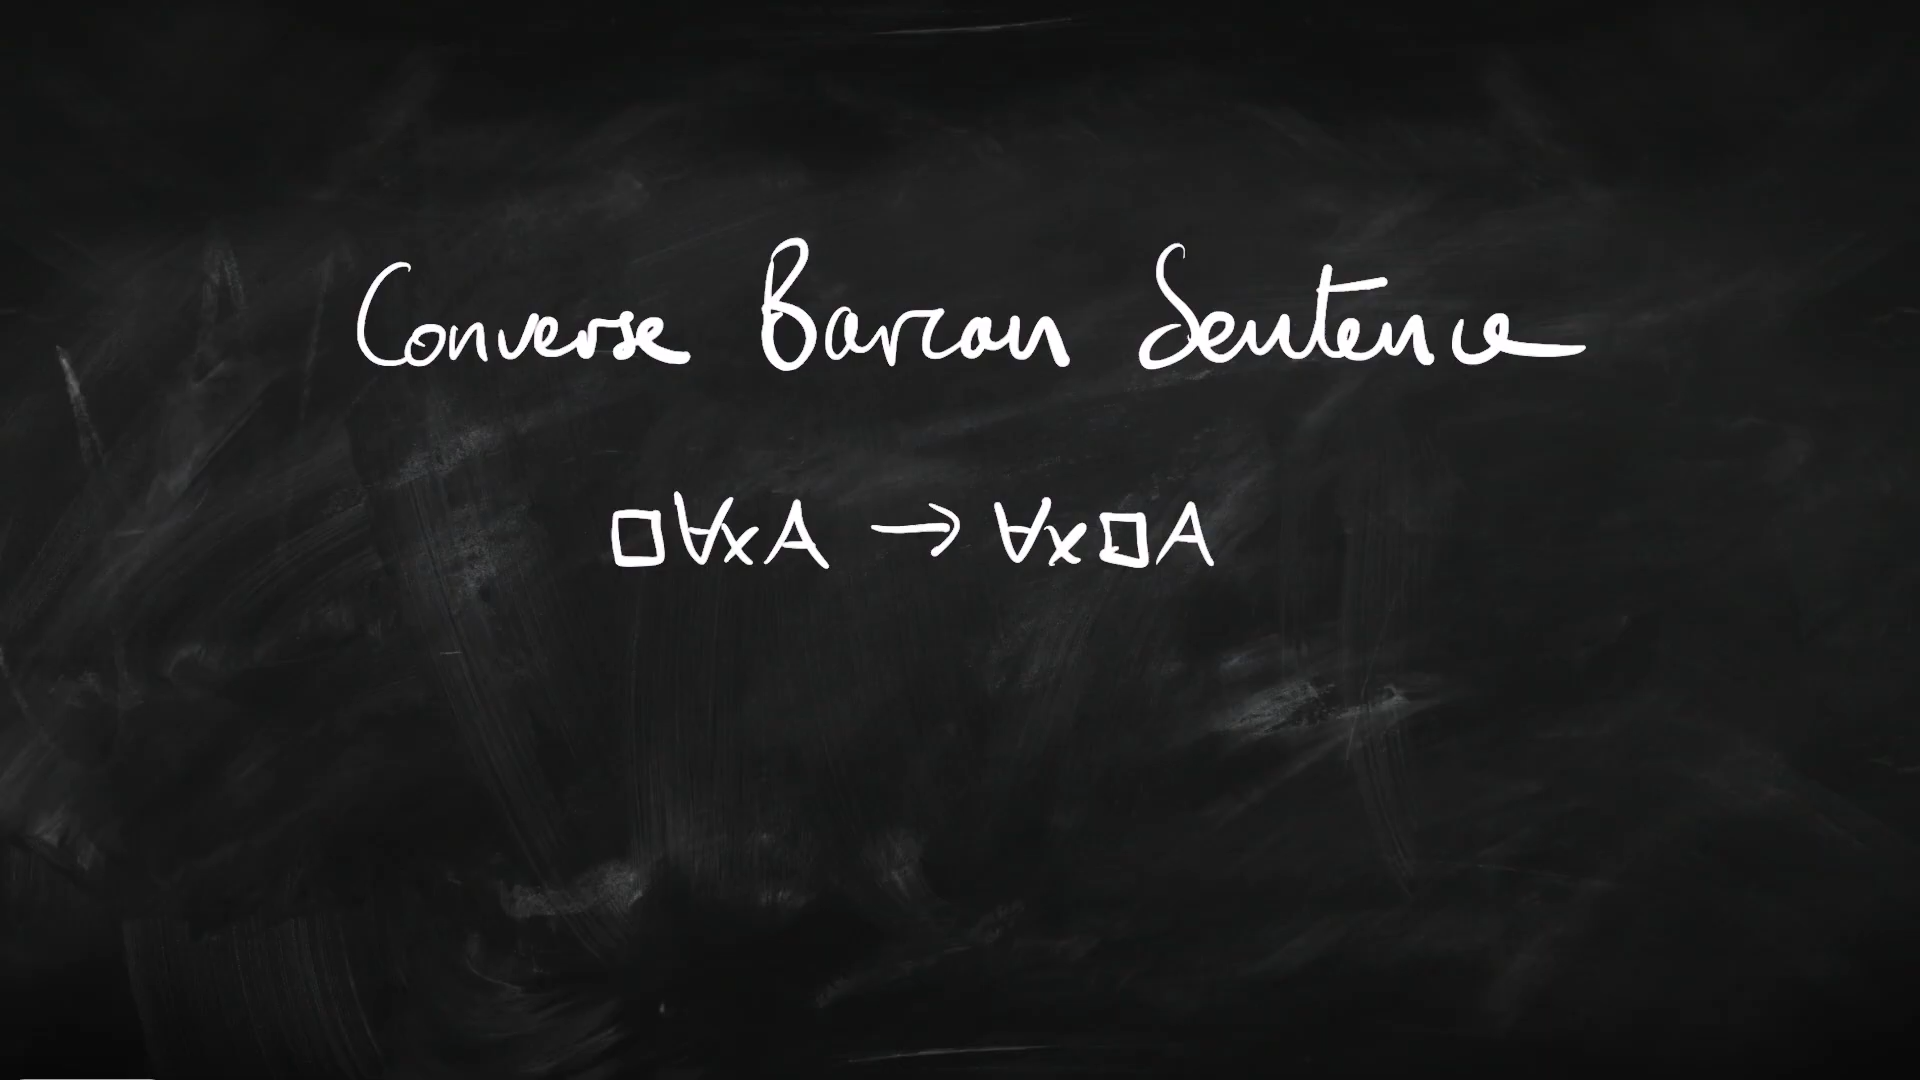 Converse Barcan Sentence
□∀xA → ∀x□A